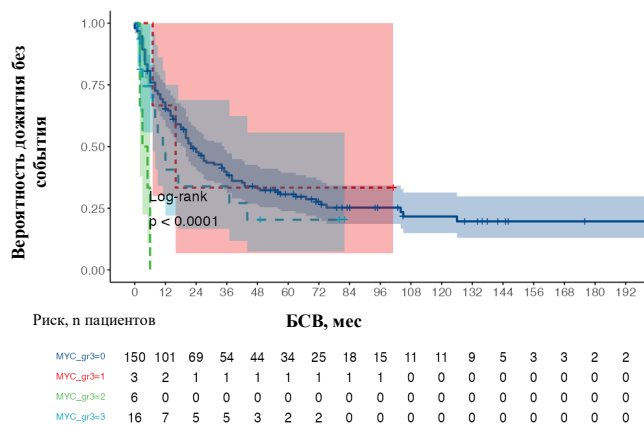 Вероятность дожития без
события
1.00
0.75
0.50
0.25
0.00
Log-rank
p < 0.0001
0 12 24 36 48 60 72 84 96 108 120 132 144 156 168 180 192
Риск, n пациентов
БСВ, мес
MYC_gr3=0 150 101 69 54 44 34 25 18 15 11 11 9 5 3 3 2 2
MYC_gr3=1 3 2 1 1 1 1 1 1 1 0 0 0 0 0 0 0 0
MYC_gr3=2 6 0 0 0 0 0 0 0 0 0 0 0 0 0 0 0 0
MYC_gr3=3 16 7 5 5 3 2 2 0 0 0 0 0 0 0 0 0 0